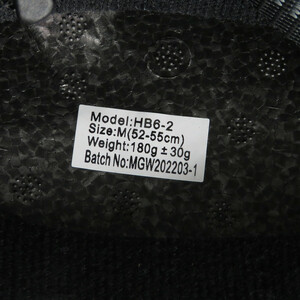 Model:HB6-2
Size:M(52-55cm)
Weight:180g ± 30g
Batch No:MGW202203-1